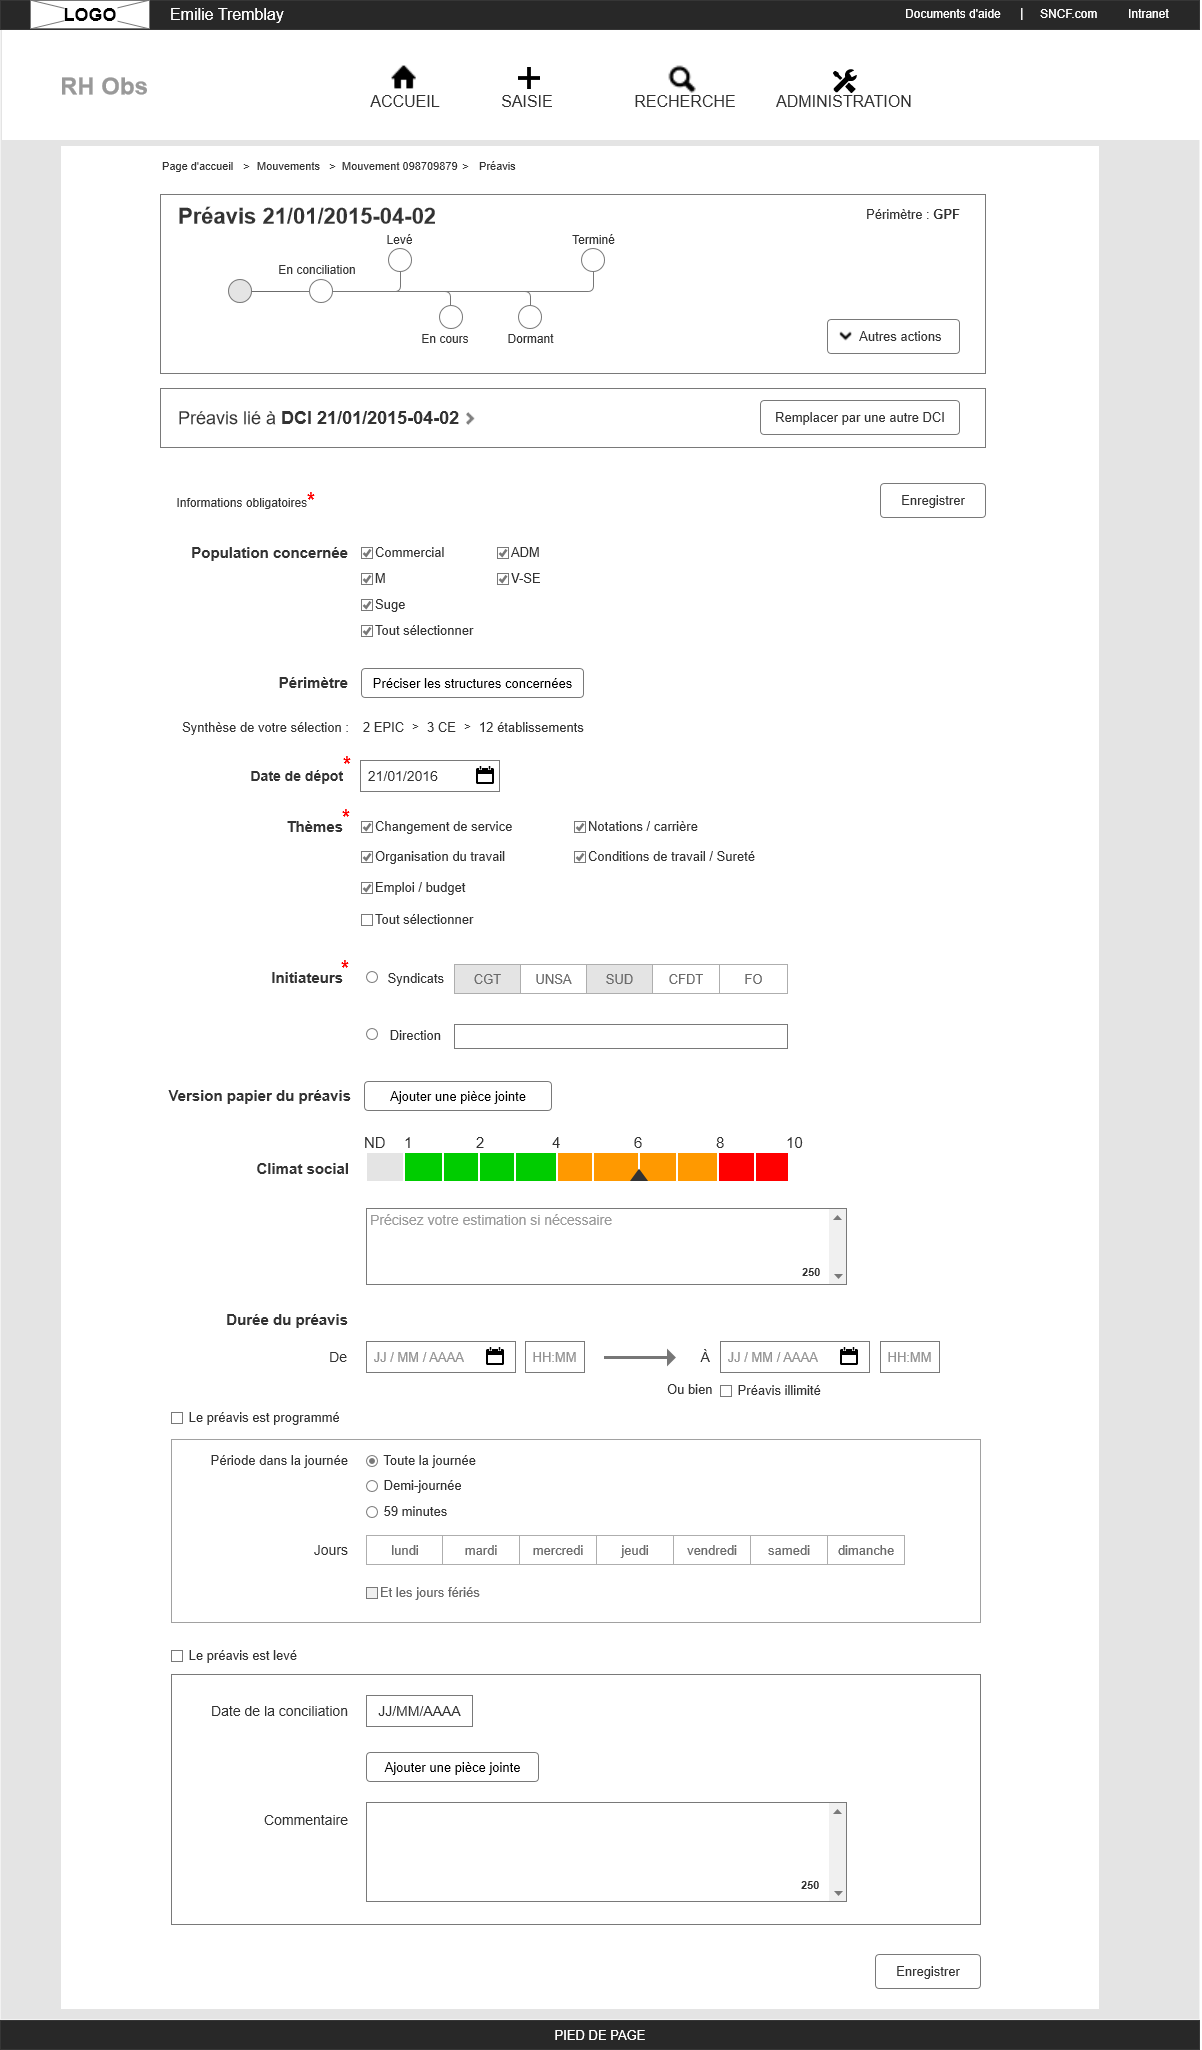 LOGO Emilie Tremblay Documents d'aide | SNCF.com Intranet
RH Obs
ACCUEIL SAISIE RECHERCHE ADMINISTRATION
Page d'accueil > Mouvements > Mouvement 098709879 > Préavis
Préavis 21/01/2015-04-02 Périmètre : GPF
Levé Terminé
En conciliation
En cours Dormant
Autres actions
Préavis lié à DCI 21/01/2015-04-02 Remplacer par une autre DCI
Informations obligatoires* Enregistrer
Population concernée Commercial ADM
M V-SE
Suge
Tout sélectionner
Périmètre Préciser les structures concernées
Synthèse de votre sélection : 2 EPIC > 3 CE > 12 établissements
Date de dépot* 21/01/2016
Thèmes* Changement de service Notations / carrière
Organisation du travail Conditions de travail / Sureté
Emploi / budget
Tout sélectionner
Initiateurs* Syndicats CGT UNSA SUD CFDT FO
Direction
Version papier du préavis Ajouter une pièce jointe
ND 1 2 4 6 8 10
Climat social
Précisez votre estimation si nécessaire
250
Durée du préavis
De JJ / MM / AAAA HH:MM À JJ / MM / AAAA HH:MM
Ou bien Préavis illimité
Le préavis est programmé
Période dans la journée Toute la journée
Demi-journée
59 minutes
Jours lundi mardi mercredi jeudi vendredi samedi dimanche
Et les jours fériés
Le préavis est levé
Date de la conciliation JJ/MM/AAAA
Ajouter une pièce jointe
Commentaire
250
Enregistrer
PIED DE PAGE